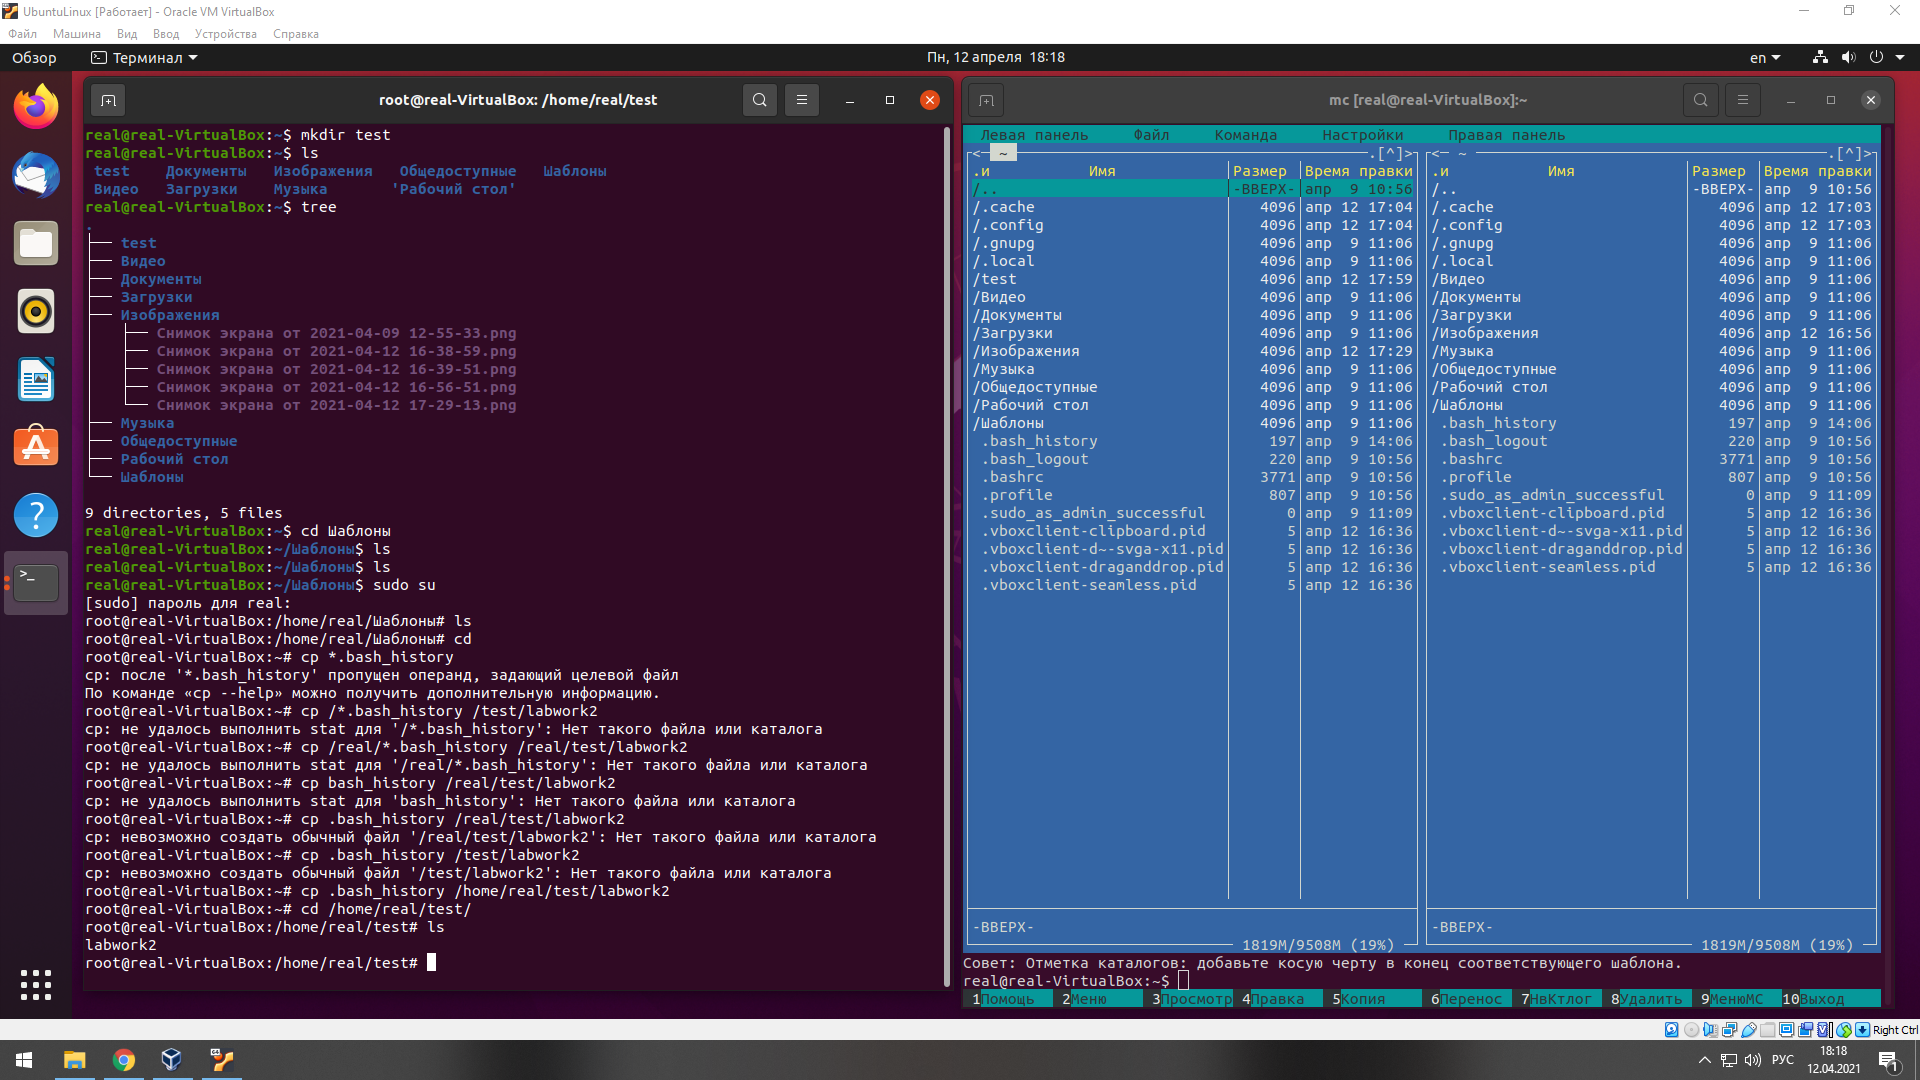 UbuntuLinux [Работает] - Oracle VM VirtualBox
Файл Машина Вид Ввод Устройства Справка
Обзор Терминал Пн, 12 апреля 18:18 en
root@real-VirtualBox: /home/real/test
real@real-VirtualBox:~$ mkdir test
real@real-VirtualBox:~$ ls
test Документы Изображения Общедоступные Шаблоны
Видео Загрузки Музыка 'Рабочий стол'
real@real-VirtualBox:~$ tree
.
├── test
├── Видео
├── Документы
├── Загрузки
├── Изображения
│   ├── Снимок экрана от 2021-04-09 12-55-33.png
│   ├── Снимок экрана от 2021-04-12 16-38-59.png
│   ├── Снимок экрана от 2021-04-12 16-39-51.png
│   ├── Снимок экрана от 2021-04-12 16-56-51.png
│   └── Снимок экрана от 2021-04-12 17-29-13.png
├── Музыка
├── Общедоступные
├── Рабочий стол
└── Шаблоны
9 directories, 5 files
real@real-VirtualBox:~$ cd Шаблоны
real@real-VirtualBox:~/Шаблоны$ ls
real@real-VirtualBox:~/Шаблоны$ ls
real@real-VirtualBox:~/Шаблоны$ sudo su
[sudo] пароль для real:
root@real-VirtualBox:/home/real/Шаблоны# ls
root@real-VirtualBox:/home/real/Шаблоны# cd
root@real-VirtualBox:~# cp *.bash_history
cp: после '*.bash_history' пропущен операнд, задающий целевой файл
По команде «cp --help» можно получить дополнительную информацию.
root@real-VirtualBox:~# cp /*.bash_history /test/labwork2
cp: не удалось выполнить stat для '/*.bash_history': Нет такого файла или каталога
root@real-VirtualBox:~# cp /real/*.bash_history /real/test/labwork2
cp: не удалось выполнить stat для '/real/*.bash_history': Нет такого файла или каталога
root@real-VirtualBox:~# cp bash_history /real/test/labwork2
cp: не удалось выполнить stat для 'bash_history': Нет такого файла или каталога
root@real-VirtualBox:~# cp .bash_history /real/test/labwork2
cp: невозможно создать обычный файл '/real/test/labwork2': Нет такого файла или каталога
root@real-VirtualBox:~# cp .bash_history /test/labwork2
cp: невозможно создать обычный файл '/test/labwork2': Нет такого файла или каталога
root@real-VirtualBox:~# cp .bash_history /home/real/test/labwork2
root@real-VirtualBox:~# cd /home/real/test/
root@real-VirtualBox:/home/real/test# ls
labwork2
root@real-VirtualBox:/home/real/test#
mc [real@real-VirtualBox]:~
Левая панель Файл Команда Настройки Правая панель
<─ ~ .[^]>
.и Имя Размер Время правки
/.. -ВВЕРХ- апр 9 10:56
/.cache 4096 апр 12 17:04
/.config 4096 апр 12 17:04
/.gnupg 4096 апр 9 11:06
/.local 4096 апр 9 11:06
/test 4096 апр 12 17:59
/Видео 4096 апр 9 11:06
/Документы 4096 апр 9 11:06
/Загрузки 4096 апр 9 11:06
/Изображения 4096 апр 12 17:29
/Музыка 4096 апр 9 11:06
/Общедоступные 4096 апр 9 11:06
/Рабочий стол 4096 апр 9 11:06
/Шаблоны 4096 апр 9 11:06
.bash_history 197 апр 9 14:06
.bash_logout 220 апр 9 10:56
.bashrc 3771 апр 9 10:56
.profile 807 апр 9 10:56
.sudo_as_admin_successful 0 апр 9 11:09
.vboxclient-clipboard.pid 5 апр 12 16:36
.vboxclient-d~-svga-x11.pid 5 апр 12 16:36
.vboxclient-draganddrop.pid 5 апр 12 16:36
.vboxclient-seamless.pid 5 апр 12 16:36
-ВВЕРХ-
1819M/9508M (19%)
<─ ~ .[^]>
.и Имя Размер Время правки
/.. -ВВЕРХ- апр 9 10:56
/.cache 4096 апр 12 17:03
/.config 4096 апр 12 17:03
/.gnupg 4096 апр 9 11:06
/.local 4096 апр 9 11:06
/Видео 4096 апр 9 11:06
/Документы 4096 апр 9 11:06
/Загрузки 4096 апр 9 11:06
/Изображения 4096 апр 12 16:56
/Музыка 4096 апр 9 11:06
/Общедоступные 4096 апр 9 11:06
/Рабочий стол 4096 апр 9 11:06
/Шаблоны 4096 апр 9 11:06
.bash_history 197 апр 9 14:06
.bash_logout 220 апр 9 10:56
.bashrc 3771 апр 9 10:56
.profile 807 апр 9 10:56
.sudo_as_admin_successful 0 апр 9 11:09
.vboxclient-clipboard.pid 5 апр 12 16:36
.vboxclient-d~-svga-x11.pid 5 апр 12 16:36
.vboxclient-draganddrop.pid 5 апр 12 16:36
.vboxclient-seamless.pid 5 апр 12 16:36
-ВВЕРХ-
1819M/9508M (19%)
Совет: Отметка каталогов: добавьте косую черту в конец соответствующего шаблона.
real@real-VirtualBox:~$
1Помощь 2Меню 3Просмотр 4Правка 5Копия 6Перенос 7НвКтлог 8Удалить 9МенюMC 10Выход
Right Ctrl
РУС 18:18
12.04.2021
1